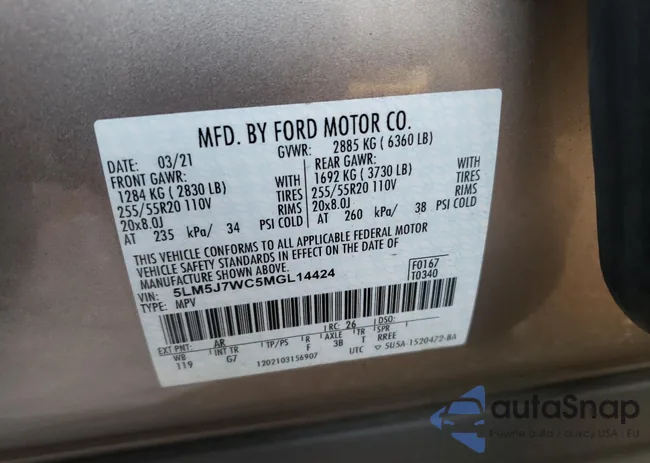 MFD. BY FORD MOTOR CO.
DATE: 03/21 GVWR: 2885 KG ( 6360 LB)
FRONT GAWR: REAR GAWR:
1284 KG ( 2830 LB) WITH 1692 KG ( 3730 LB) WITH
255/55R20 110V TIRES 255/55R20 110V TIRES
20x8.0J RIMS 20x8.0J RIMS
AT 235 kPa/ 34 PSI COLD AT 260 kPa/ 38 PSI COLD
THIS VEHICLE CONFORMS TO ALL APPLICABLE FEDERAL MOTOR
VEHICLE SAFETY STANDARDS IN EFFECT ON THE DATE OF
MANUFACTURE SHOWN ABOVE.
VIN: 5LM5J7WC5MGL14424 F0167
TYPE: MPV T0340
EXT PNT: AR RC: 26 DSO:
WB INT TR TP/PS R AXLE TR SPR
119 G7 F 3B T RREE
1202103156907 UTC 5U5A-1520472-BA
autaSnap
Pewne auta z aukcji USA - EU